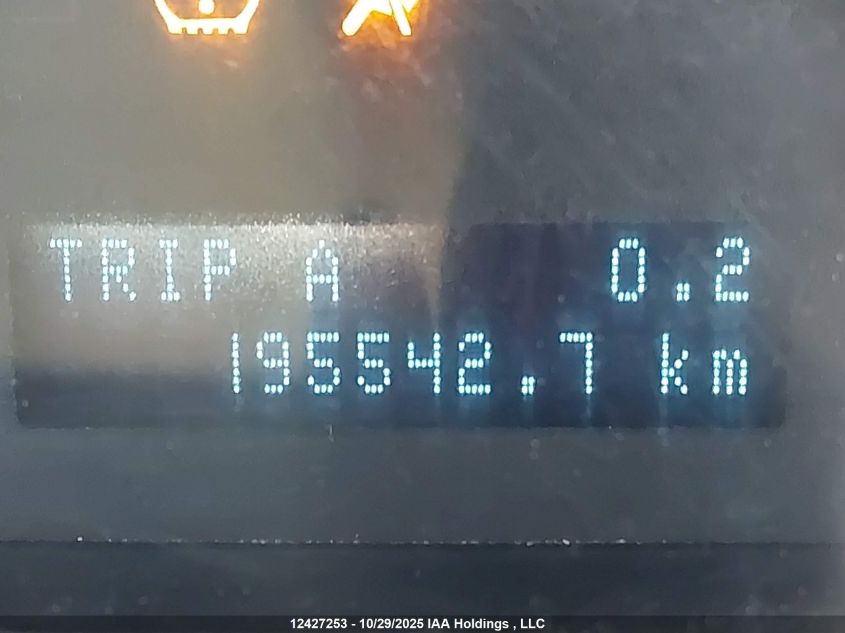 TRIP A 0.2
195542.7 km
12427253 - 10/29/2025 IAA Holdings , LLC